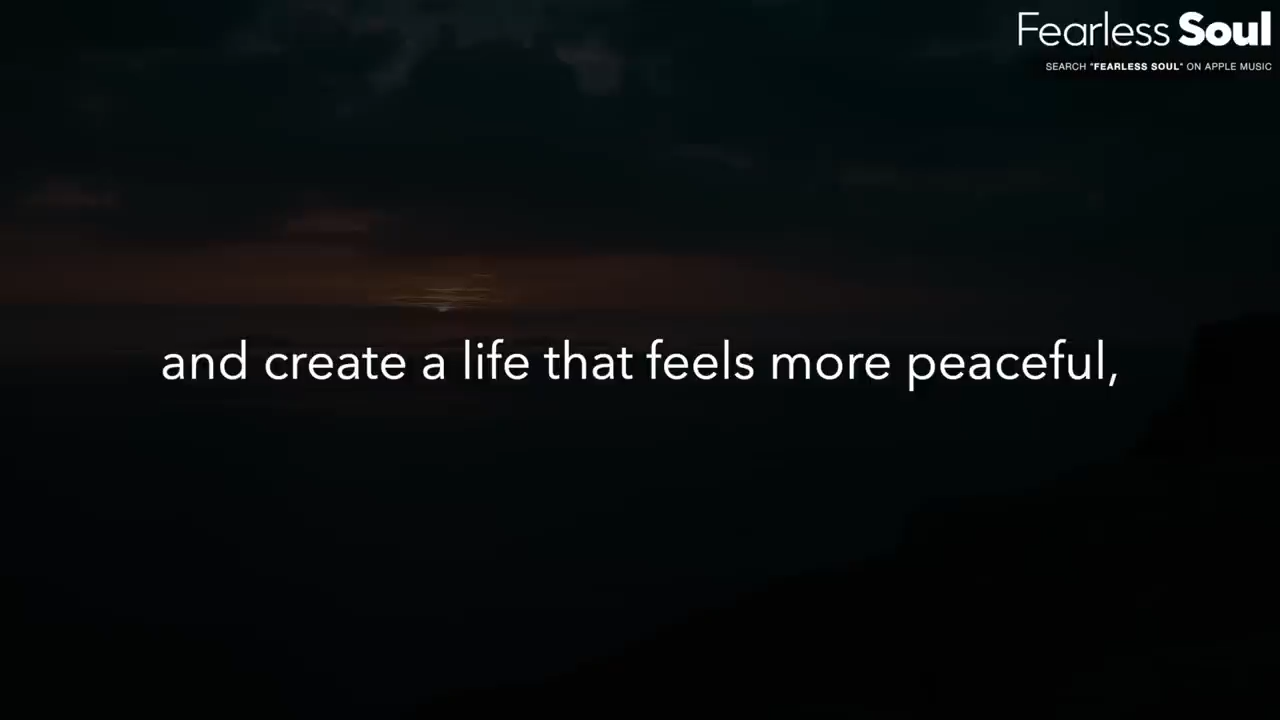 Fearless Soul
SEARCH "FEARLESS SOUL" ON APPLE MUSIC
and create a life that feels more peaceful,